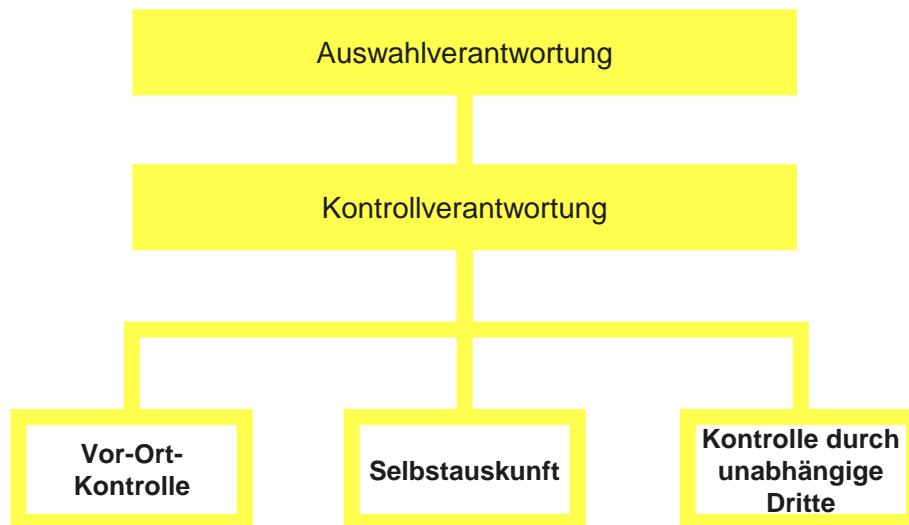 Auswahlverantwortung
Kontrollverantwortung
Vor-Ort-
Kontrolle
Selbstauskunft
Kontrolle durch
unabhängige
Dritte